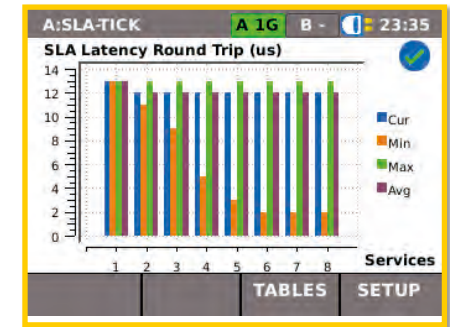 A:SLA-TICK A 1G B - 23:35
SLA Latency Round Trip (us)
14
12
10
8
6
4
2
0
Cur
Min
Max
Avg
1 2 3 4 5 6 7 8 Services
TABLES SETUP